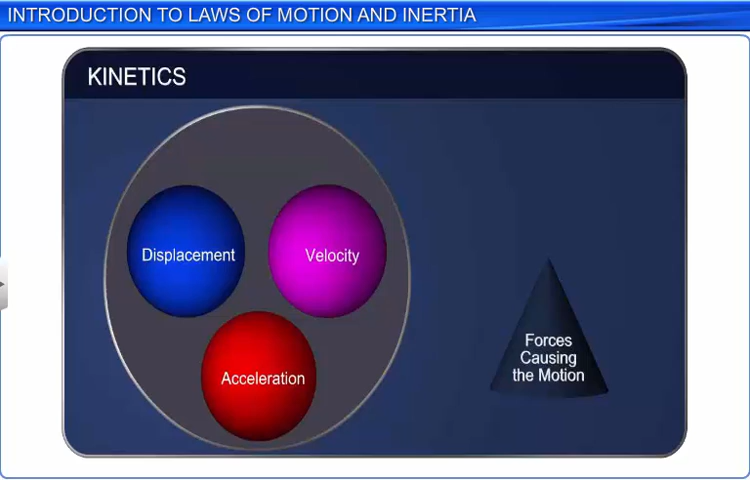 INTRODUCTION TO LAWS OF MOTION AND INERTIA
KINETICS
Displacement
Velocity
Acceleration
Forces
Causing
the Motion